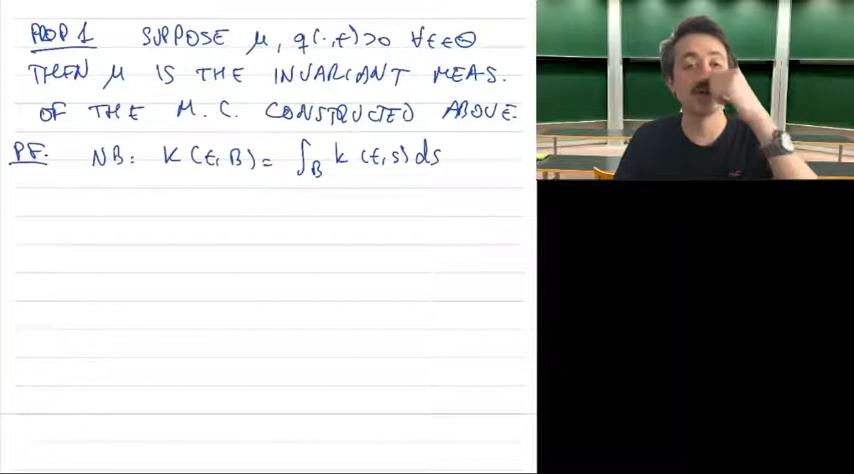 PROP 1 SUPPOSE μ, q(·,t)>0 ∀t∈Θ
THEN μ IS THE INVARIANT MEAS.
OF THE M.C. CONSTRUCTED ABOVE.
PF. NB: K(t,B)= ∫_B k(t,s)ds